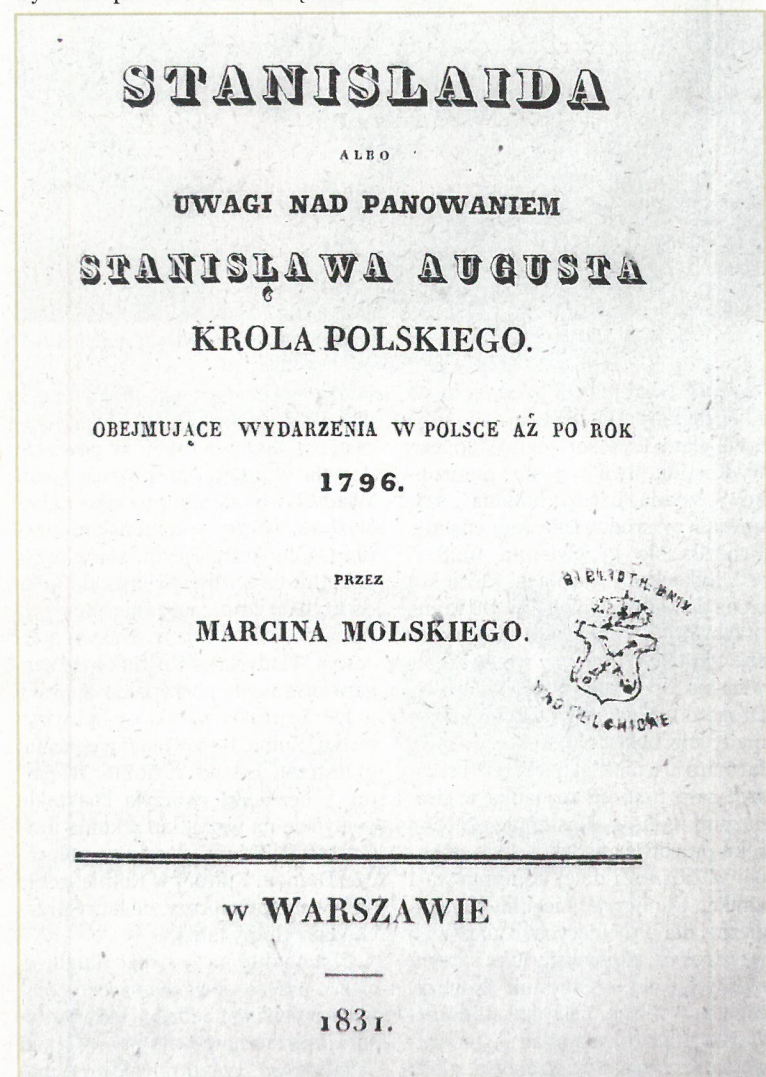 STANISLAIDA
ALBO
UWAGI NAD PANOWANIEM
STANISŁAWA AUGUSTA
KROLA POLSKIEGO.
OBEJMUJĄCE WYDARZENIA W POLSCE AŻ PO ROK
1796.
PRZEZ
MARCINA MOLSKIEGO.
W WARSZAWIE
1831.